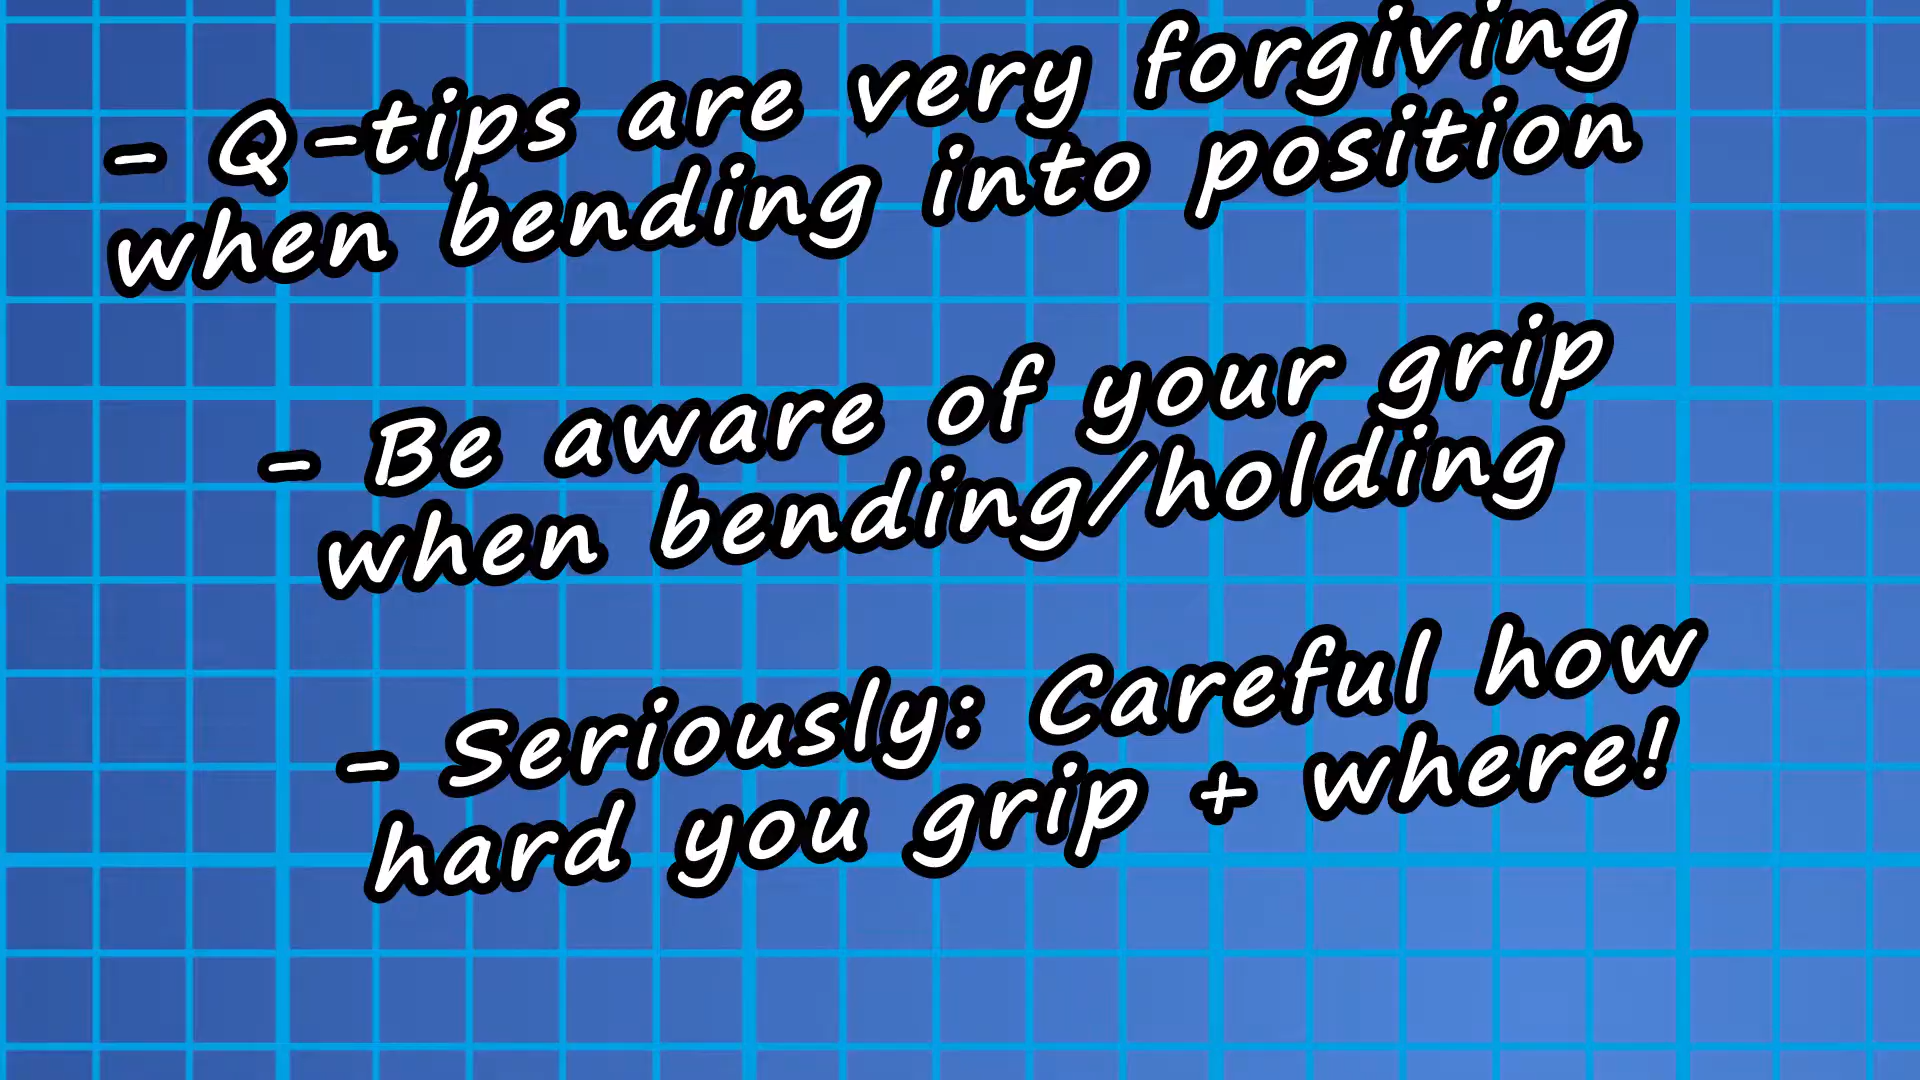 - Q-tips are very forgiving
when bending into position
- Be aware of your grip
when bending/holding
- Seriously: Careful how
hard you grip + where!